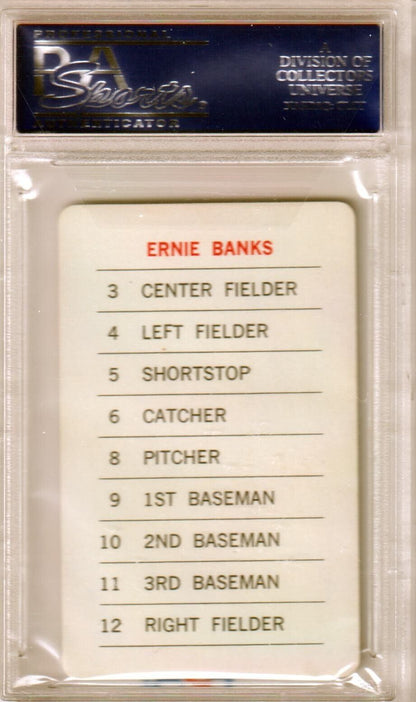 PROFESSIONAL
PSA
Sports
AUTHENTICATOR
A
DIVISION OF
COLLECTORS
UNIVERSE
ERNIE BANKS
3 CENTER FIELDER
4 LEFT FIELDER
5 SHORTSTOP
6 CATCHER
8 PITCHER
9 1ST BASEMAN
10 2ND BASEMAN
11 3RD BASEMAN
12 RIGHT FIELDER